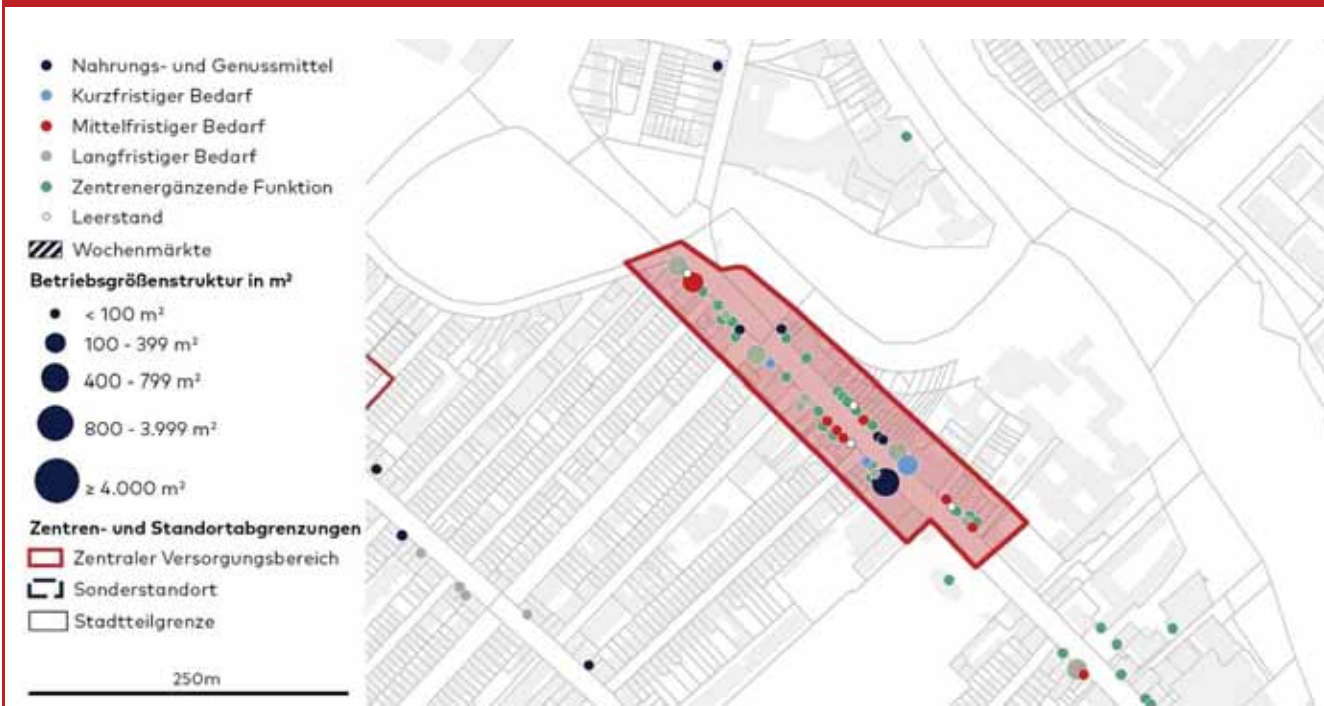 Nahrungs- und Genussmittel
Kurzfristiger Bedarf
Mittelfristiger Bedarf
Langfristiger Bedarf
Zentrenergänzende Funktion
Leerstand
Wochenmärkte
Betriebsgrößenstruktur in m²
< 100 m²
100 - 399 m²
400 - 799 m²
800 - 3.999 m²
≥ 4.000 m²
Zentren- und Standortabgrenzungen
Zentraler Versorgungsbereich
Sonderstandort
Stadtteilgrenze
250m